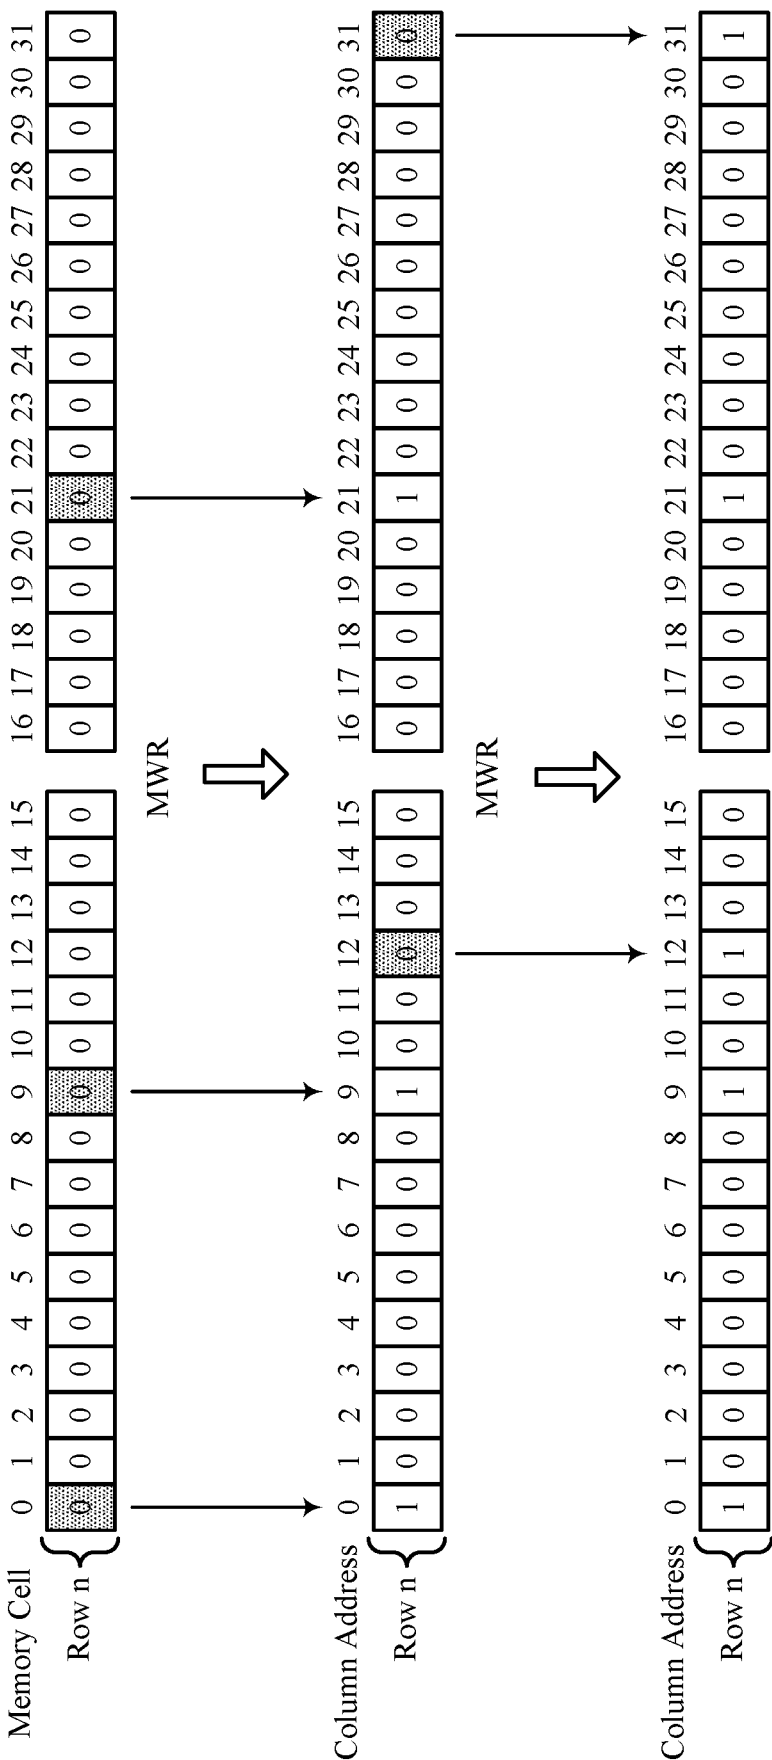 Memory Cell 0 1 2 3 4 5 6 7 8 9 10 11 12 13 14 15 16 17 18 19 20 21 22 23 24 25 26 27 28 29 30 31
Row n 0 0 0 0 0 0 0 0 0 0 0 0 0 0 0 0 0 0 0 0 0 0 0 0 0 0 0 0 0 0 0 0
MWR
Column Address 0 1 2 3 4 5 6 7 8 9 10 11 12 13 14 15 16 17 18 19 20 21 22 23 24 25 26 27 28 29 30 31
Row n 1 0 0 0 0 0 0 0 0 1 0 0 0 0 0 0 0 0 0 0 0 1 0 0 0 0 0 0 0 0 0 0
MWR
Column Address 0 1 2 3 4 5 6 7 8 9 10 11 12 13 14 15 16 17 18 19 20 21 22 23 24 25 26 27 28 29 30 31
Row n 1 0 0 0 0 0 0 0 0 1 0 0 1 0 0 0 0 0 0 0 0 1 0 0 0 0 0 0 0 0 0 1